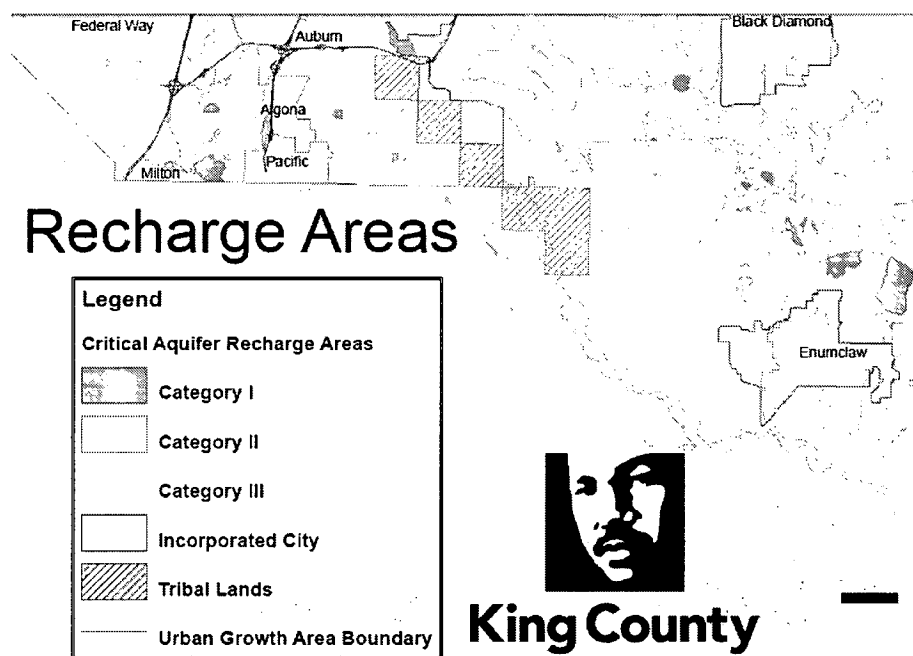 Federal Way
Auburn
Black Diamond
Algona
Pacific
Milton
Recharge Areas
Enumclaw
Legend
Critical Aquifer Recharge Areas
Category I
Category II
Category III
Incorporated City
Tribal Lands
Urban Growth Area Boundary
King County